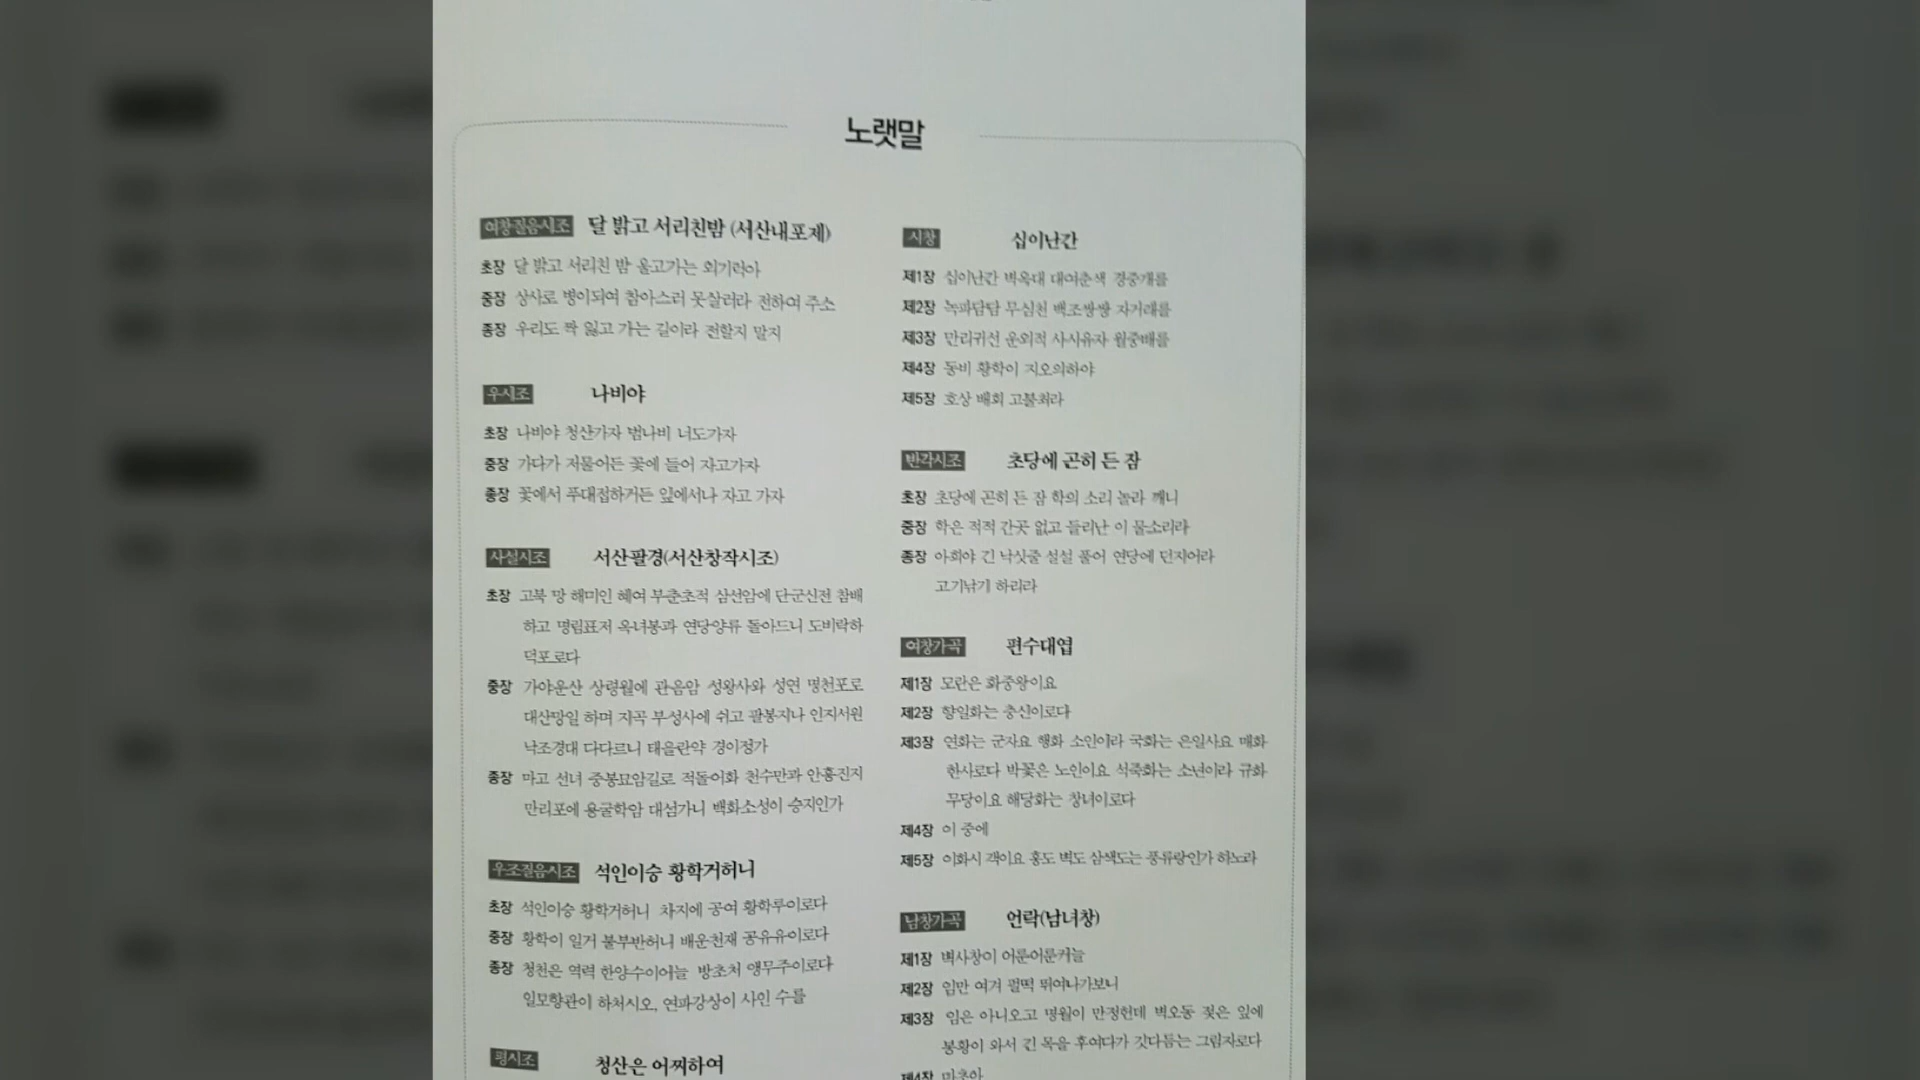 노랫말
여창질음시조 달 밝고 서리친밤 (서산내포제)
초장 달 밝고 서리친 밤 울고가는 외기럭아
중장 상사로 병이되여 참아스러 못살러라 전하여 주소
종장 우리도 짝 잃고 가는 길이라 전할지 말지
우시조 나비야
초장 나비야 청산가자 범나비 너도가자
중장 가다가 저물어든 꽃에 들어 자고가자
종장 꽃에서 푸대접하거든 잎에서나 자고 가자
사설시조 서산팔경(서산창작시조)
초장 고북 망 해미인 혜여 부춘초적 삼선암에 단군신전 참배
하고 명림표저 옥녀봉과 연당양류 돌아드니 도비락하
덕포로다
중장 가야운산 상령월에 관음암 성왕사와 성연 명천포로
대산망일 하며 지곡 부성사에 쉬고 팔봉지나 인지서원
낙조경대 다다르니 태을란약 경이정가
종장 마고 선녀 중봉묘암길로 적돌어화 천수만과 안흥진지
만리포에 용굴학암 대섬가니 백화소성이 승지인가
우조질음시조 석인이승 황학거허니
초장 석인이승 황학거허니 차지에 공여 황학루이로다
중장 황학이 일거 불부반허니 배운천재 공유유이로다
종장 청천은 역력 한양수이어늘 방초처 앵무주이로다
일모향관이 하처시오, 연파강상이 사인 수를
평시조 청산은 어찌하여
시창 십이난간
제1장 십이난간 벽옥대 대여춘색 경중개를
제2장 녹파담담 무심천 백조쌍쌍 자거래를
제3장 만리귀선 운외적 사시유자 월중배를
제4장 동비 황학이 지오의하야
제5장 호상 배회 고불최라
반각시조 초당에 곤히 든 잠
초장 초당에 곤히 든 잠 학의 소리 놀라 깨니
중장 학은 적적 간곳 없고 들리난 이 물소리라
종장 아희야 긴 낙싯줄 설설 풀어 연당에 던지어라
고기낚기 하리라
여창가곡 편수대엽
제1장 모란은 화중왕이요
제2장 향일화는 충신이로다
제3장 연화는 군자요 행화 소인이라 국화는 은일사요 매화
한사로다 박꽃은 노인이요 석죽화는 소년이라 규화
무당이요 해당화는 창녀이로다
제4장 이 중에
제5장 이화시 객이요 홍도 벽도 삼색도는 풍류랑인가 허노라
남창가곡 언락(남녀창)
제1장 벽사창이 어룬어룬커늘
제2장 임만 여겨 펄떡 뛰여나가보니
제3장 임은 아니오고 명월이 만정헌데 벽오동 젖은 잎에
봉황이 와서 긴 목을 후여다가 깃다듬는 그림자로다
제4장 마초아